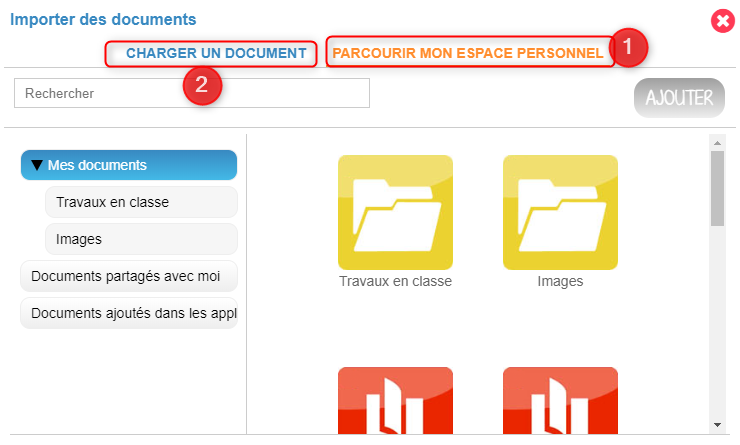 Importer des documents
CHARGER UN DOCUMENT
PARCOURIR MON ESPACE PERSONNEL
1
2
Rechercher
AJOUTER
Mes documents
Travaux en classe
Images
Documents partagés avec moi
Documents ajoutés dans les appl
Travaux en classe
Images